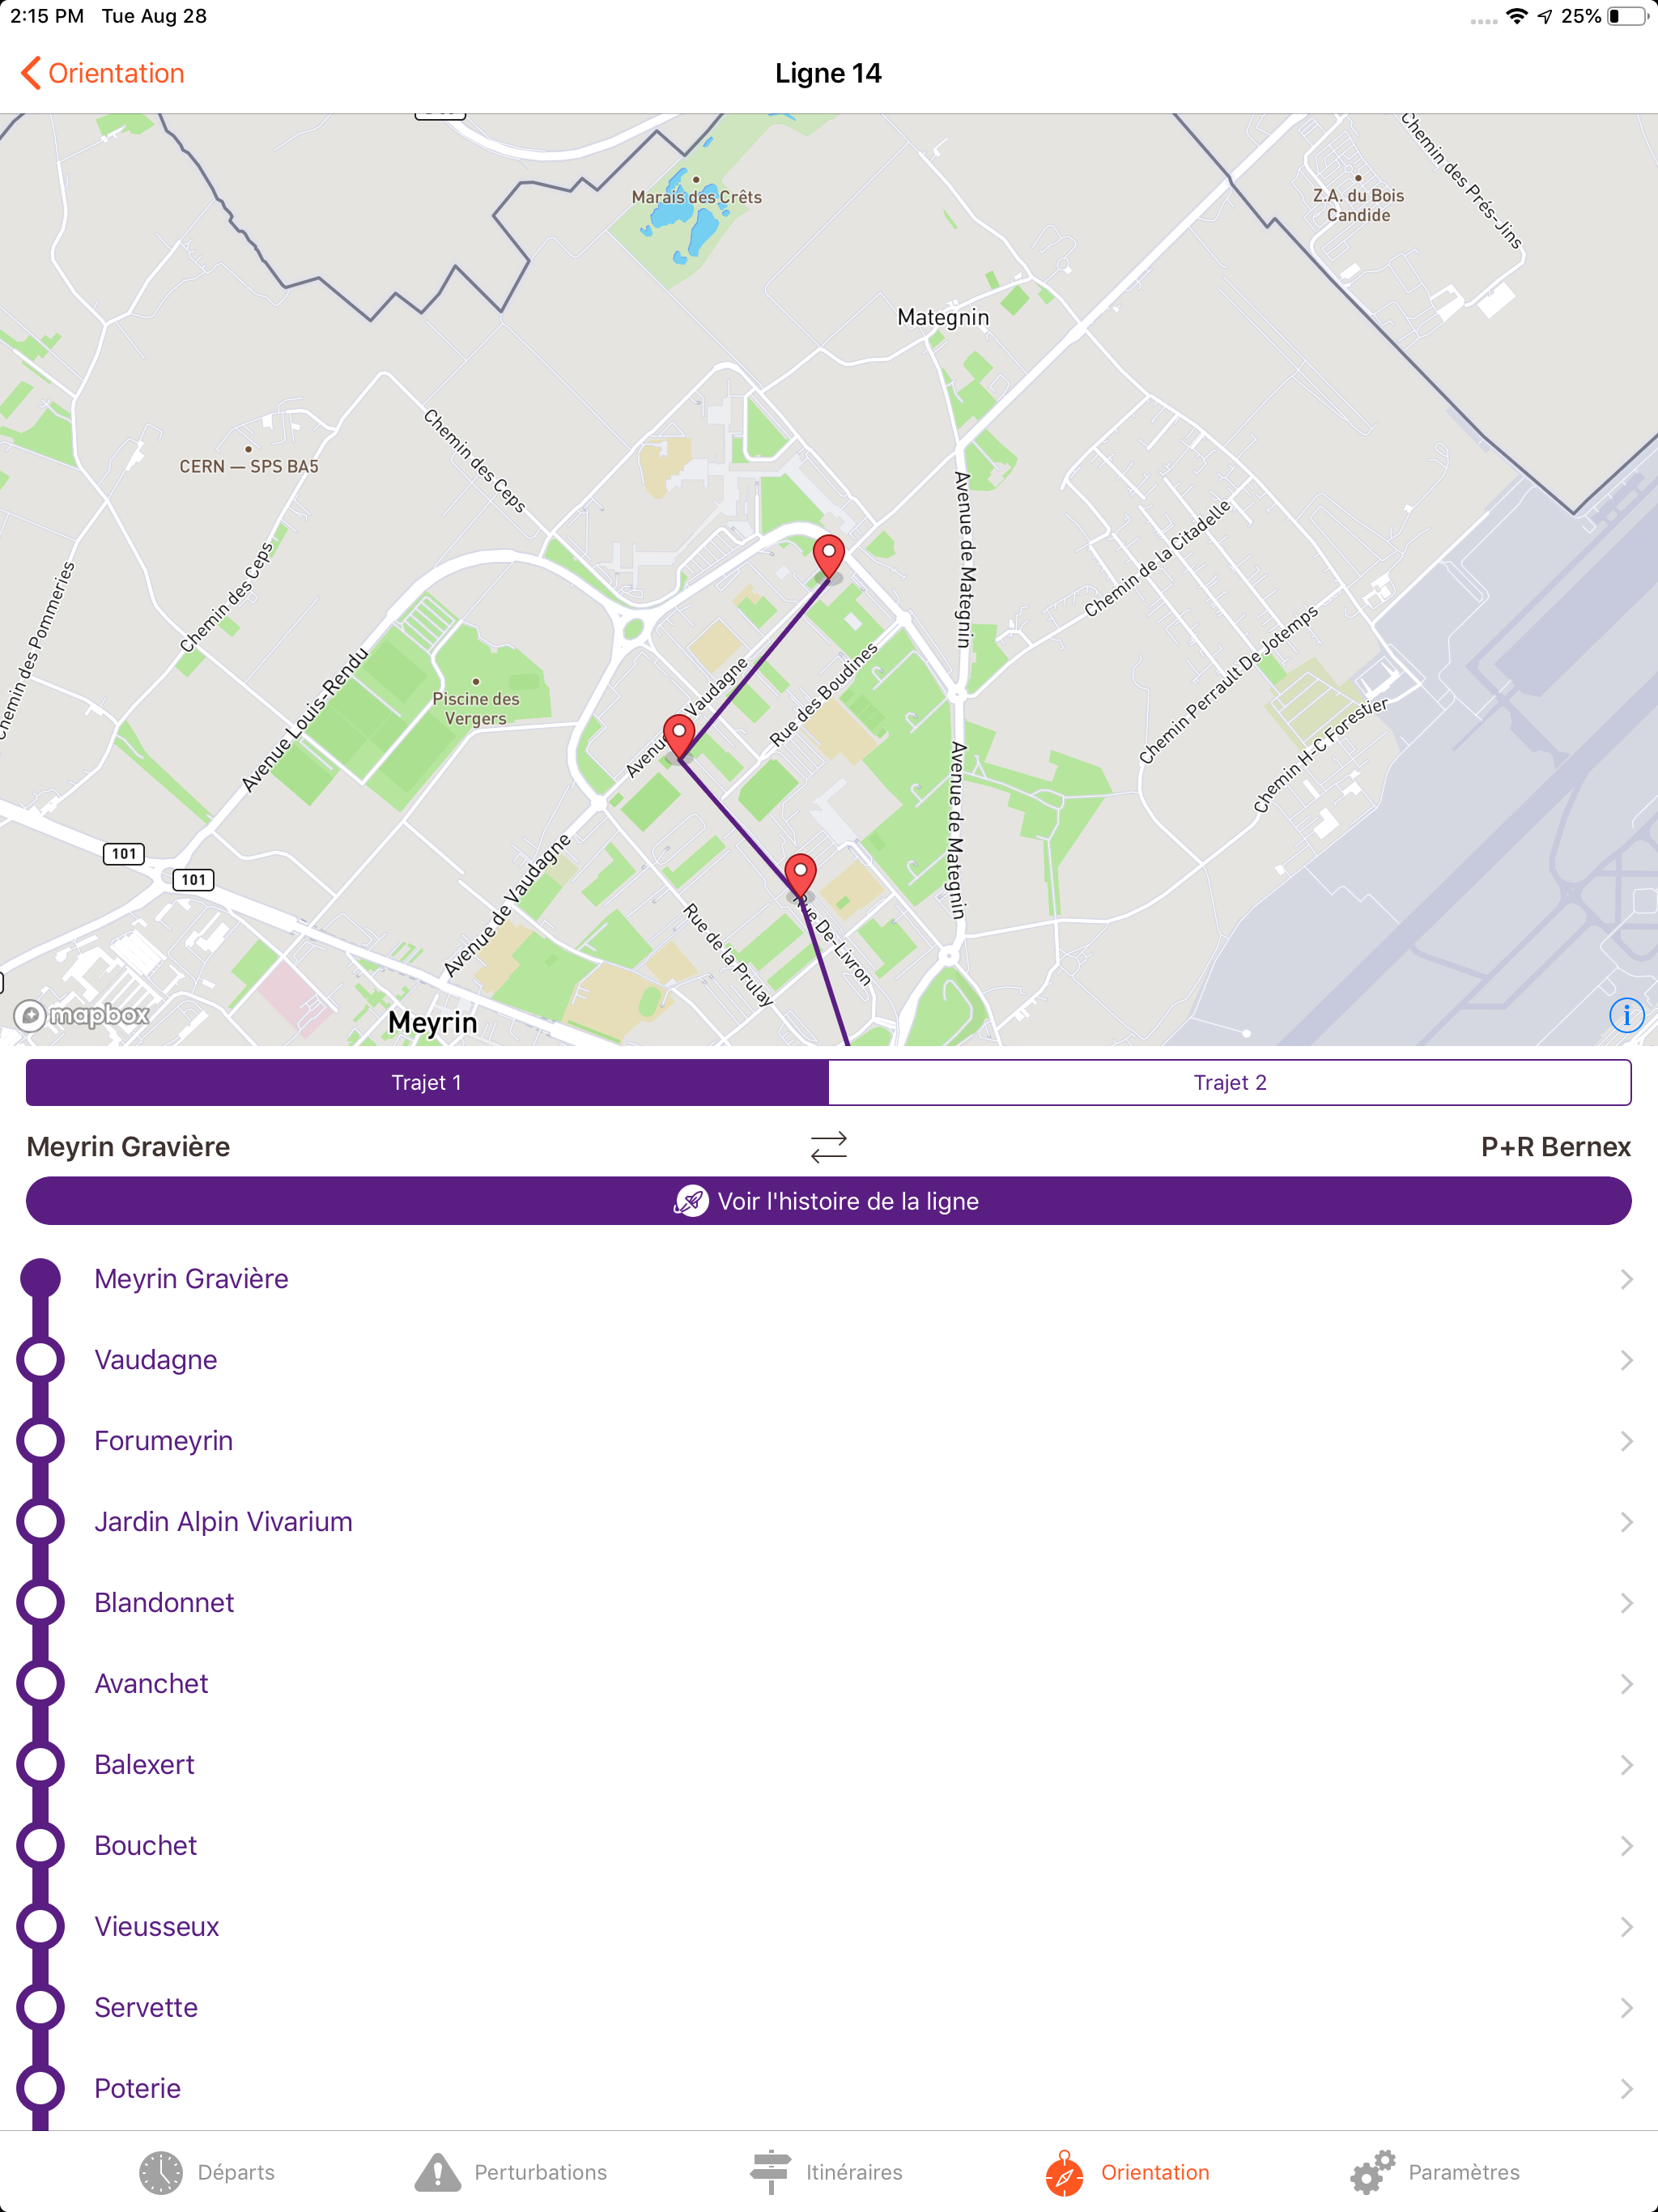 2:15 PM Tue Aug 28
25%
Orientation
Ligne 14
Chemin des Prés-Jins
Marais des Crêts
Z.A. du Bois
Candide
Mategnin
Chemin des Ceps
CERN — SPS BA5
Avenue de Mategnin
Chemin de la Citadelle
Chemin des Ceps
Chemin des Pommeries
Chemin Perrault De Jotemps
Avenue Louis-Rendu
Rue des Boudines
Piscine des
Vergers
Vaudagne
Chemin H-C Forestier
Avenue de Mategnin
101
101
Avenue de Vaudagne
Rue De-Livron
Rue de la Prulay
mapbox
Meyrin
i
Trajet 1
Trajet 2
Meyrin Gravière
P+R Bernex
Voir l'histoire de la ligne
Meyrin Gravière
Vaudagne
Forumeyrin
Jardin Alpin Vivarium
Blandonnet
Avanchet
Balexert
Bouchet
Vieusseux
Servette
Poterie
Départs
Perturbations
Itinéraires
Orientation
Paramètres